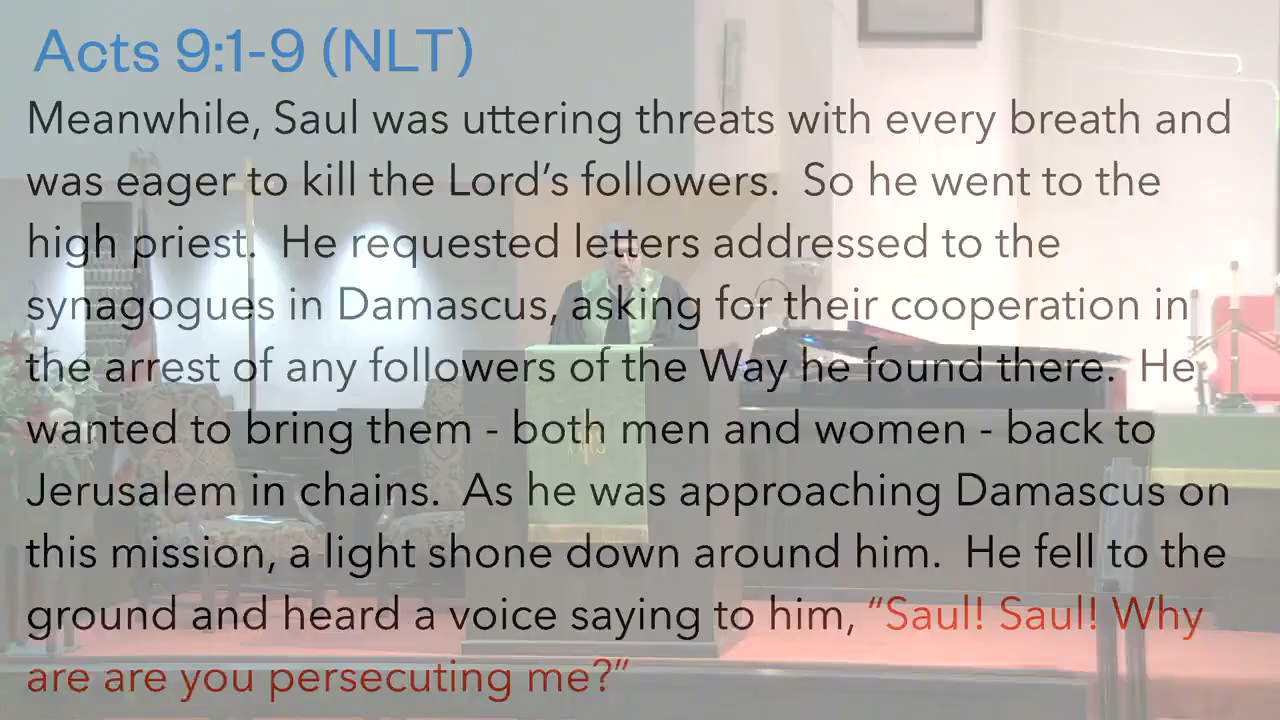 Acts 9:1-9 (NLT)
Meanwhile, Saul was uttering threats with every breath and
was eager to kill the Lord’s followers.  So he went to the
high priest.  He requested letters addressed to the
synagogues in Damascus, asking for their cooperation in
the arrest of any followers of the Way he found there.  He
wanted to bring them - both men and women - back to
Jerusalem in chains.  As he was approaching Damascus on
this mission, a light shone down around him.  He fell to the
ground and heard a voice saying to him, “Saul! Saul! Why
are are you persecuting me?”